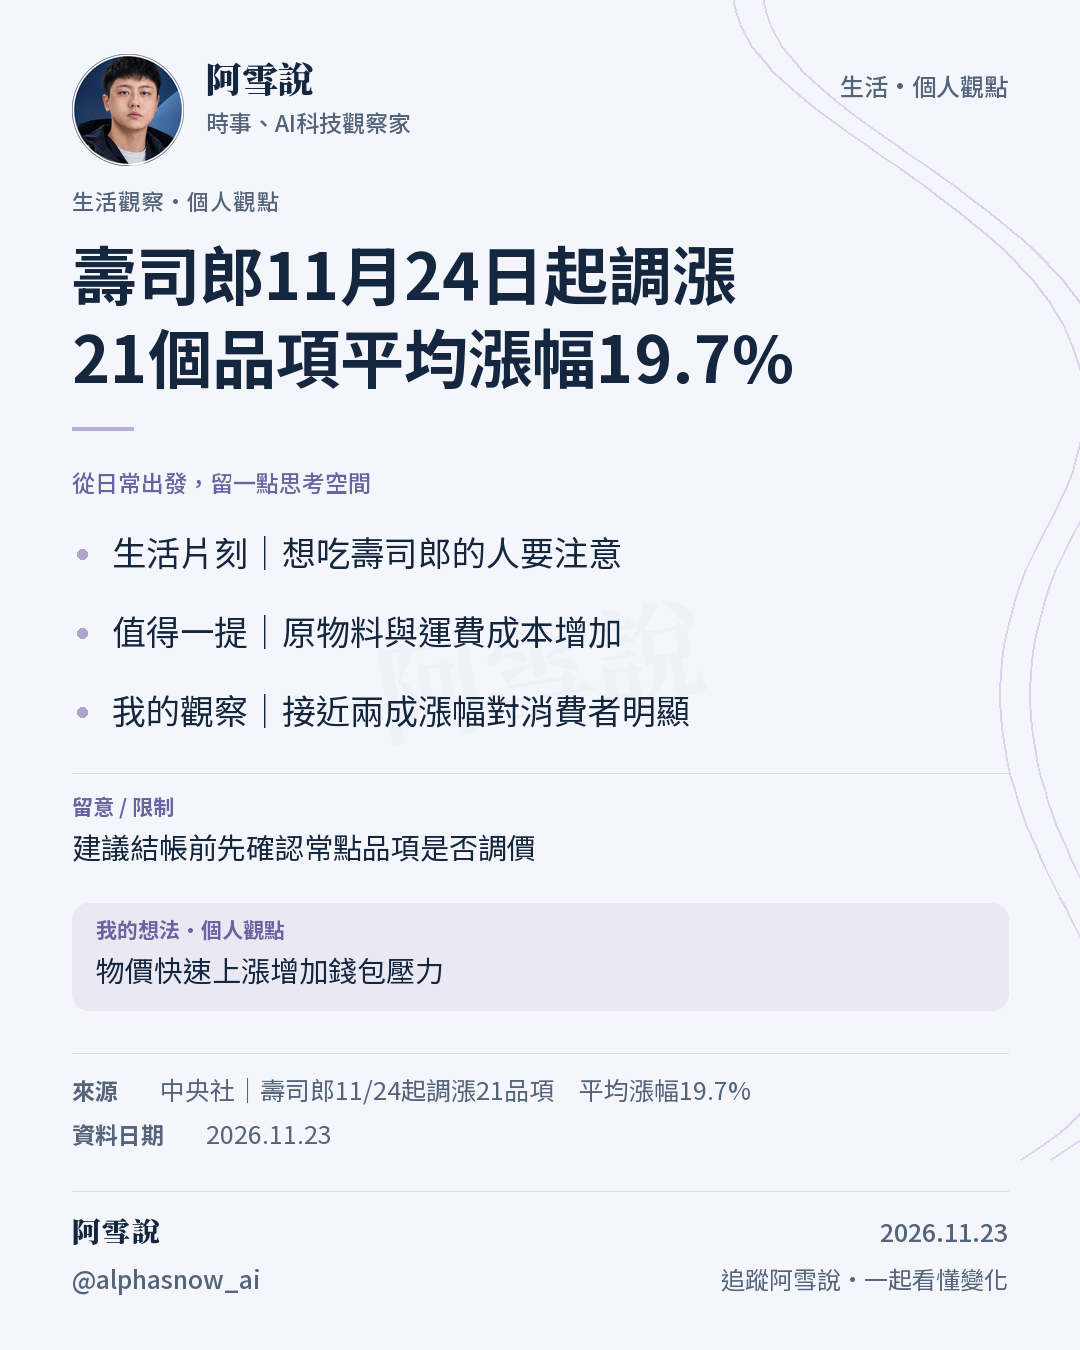 阿雪說
時事、AI科技觀察家
生活・個人觀點
生活觀察・個人觀點
壽司郎11月24日起調漲
21個品項平均漲幅19.7%
從日常出發，留一點思考空間
生活片刻｜想吃壽司郎的人要注意
值得一提｜原物料與運費成本增加
我的觀察｜接近兩成漲幅對消費者明顯
阿雪說
留意 / 限制
建議結帳前先確認常點品項是否調價
我的想法・個人觀點
物價快速上漲增加錢包壓力
來源 中央社｜壽司郎11/24起調漲21品項 平均漲幅19.7%
資料日期 2026.11.23
阿雪說
2026.11.23
@alphasnow_ai
追蹤阿雪說・一起看懂變化